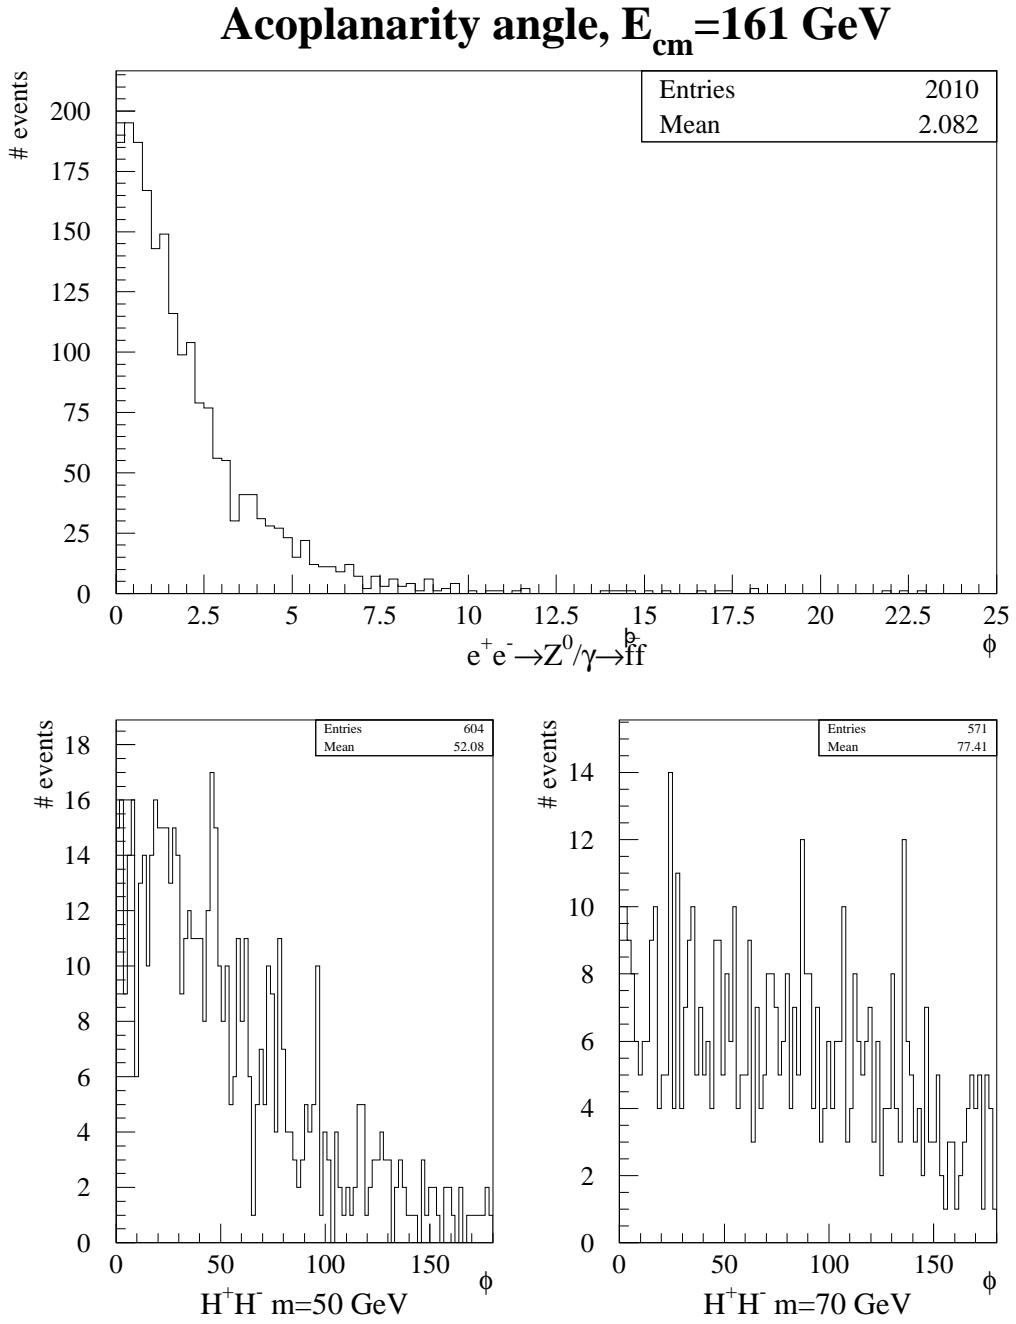 Acoplanarity angle, E_cm=161 GeV
# events
Entries 2010
Mean 2.082
200
175
150
125
100
75
50
25
0
0 2.5 5 7.5 10 12.5 15 17.5 20 22.5 25
ϕ
e⁺e⁻→Z⁰/γ→ff
# events
Entries 604
Mean 52.08
18
16
14
12
10
8
6
4
2
0
0 50 100 150
ϕ
H⁺H⁻ m=50 GeV
# events
Entries 571
Mean 77.41
14
12
10
8
6
4
2
0
0 50 100 150
ϕ
H⁺H⁻ m=70 GeV